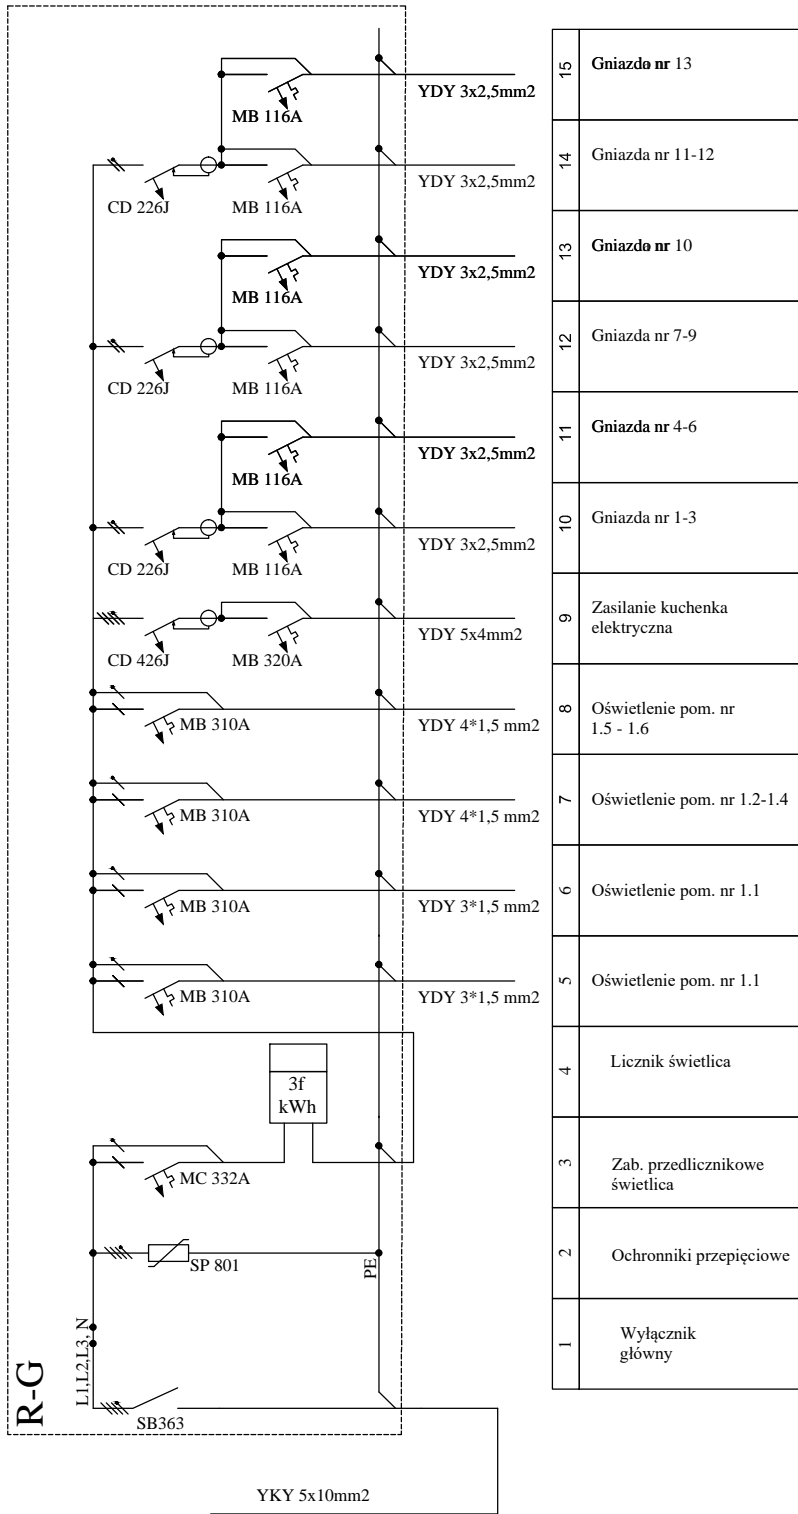 15
Gniazdo nr 13
MB 116A
YDY 3x2,5mm2
14
Gniazda nr 11-12
CD 226J
MB 116A
YDY 3x2,5mm2
13
Gniazdo nr 10
MB 116A
YDY 3x2,5mm2
12
Gniazda nr 7-9
CD 226J
MB 116A
YDY 3x2,5mm2
11
Gniazda nr 4-6
MB 116A
YDY 3x2,5mm2
10
Gniazda nr 1-3
CD 226J
MB 116A
YDY 3x2,5mm2
9
Zasilanie kuchenka
elektryczna
CD 426J
MB 320A
YDY 5x4mm2
8
Oświetlenie pom. nr
1.5 - 1.6
MB 310A
YDY 4*1,5 mm2
7
Oświetlenie pom. nr 1.2-1.4
MB 310A
YDY 4*1,5 mm2
6
Oświetlenie pom. nr 1.1
MB 310A
YDY 3*1,5 mm2
5
Oświetlenie pom. nr 1.1
MB 310A
YDY 3*1,5 mm2
4
Licznik świetlica
3f
kWh
3
Zab. przedlicznikowe
świetlica
MC 332A
2
Ochronniki przepięciowe
SP 801
PE
1
Wyłącznik
główny
L1,L2,L3, N
R-G
SB363
YKY 5x10mm2